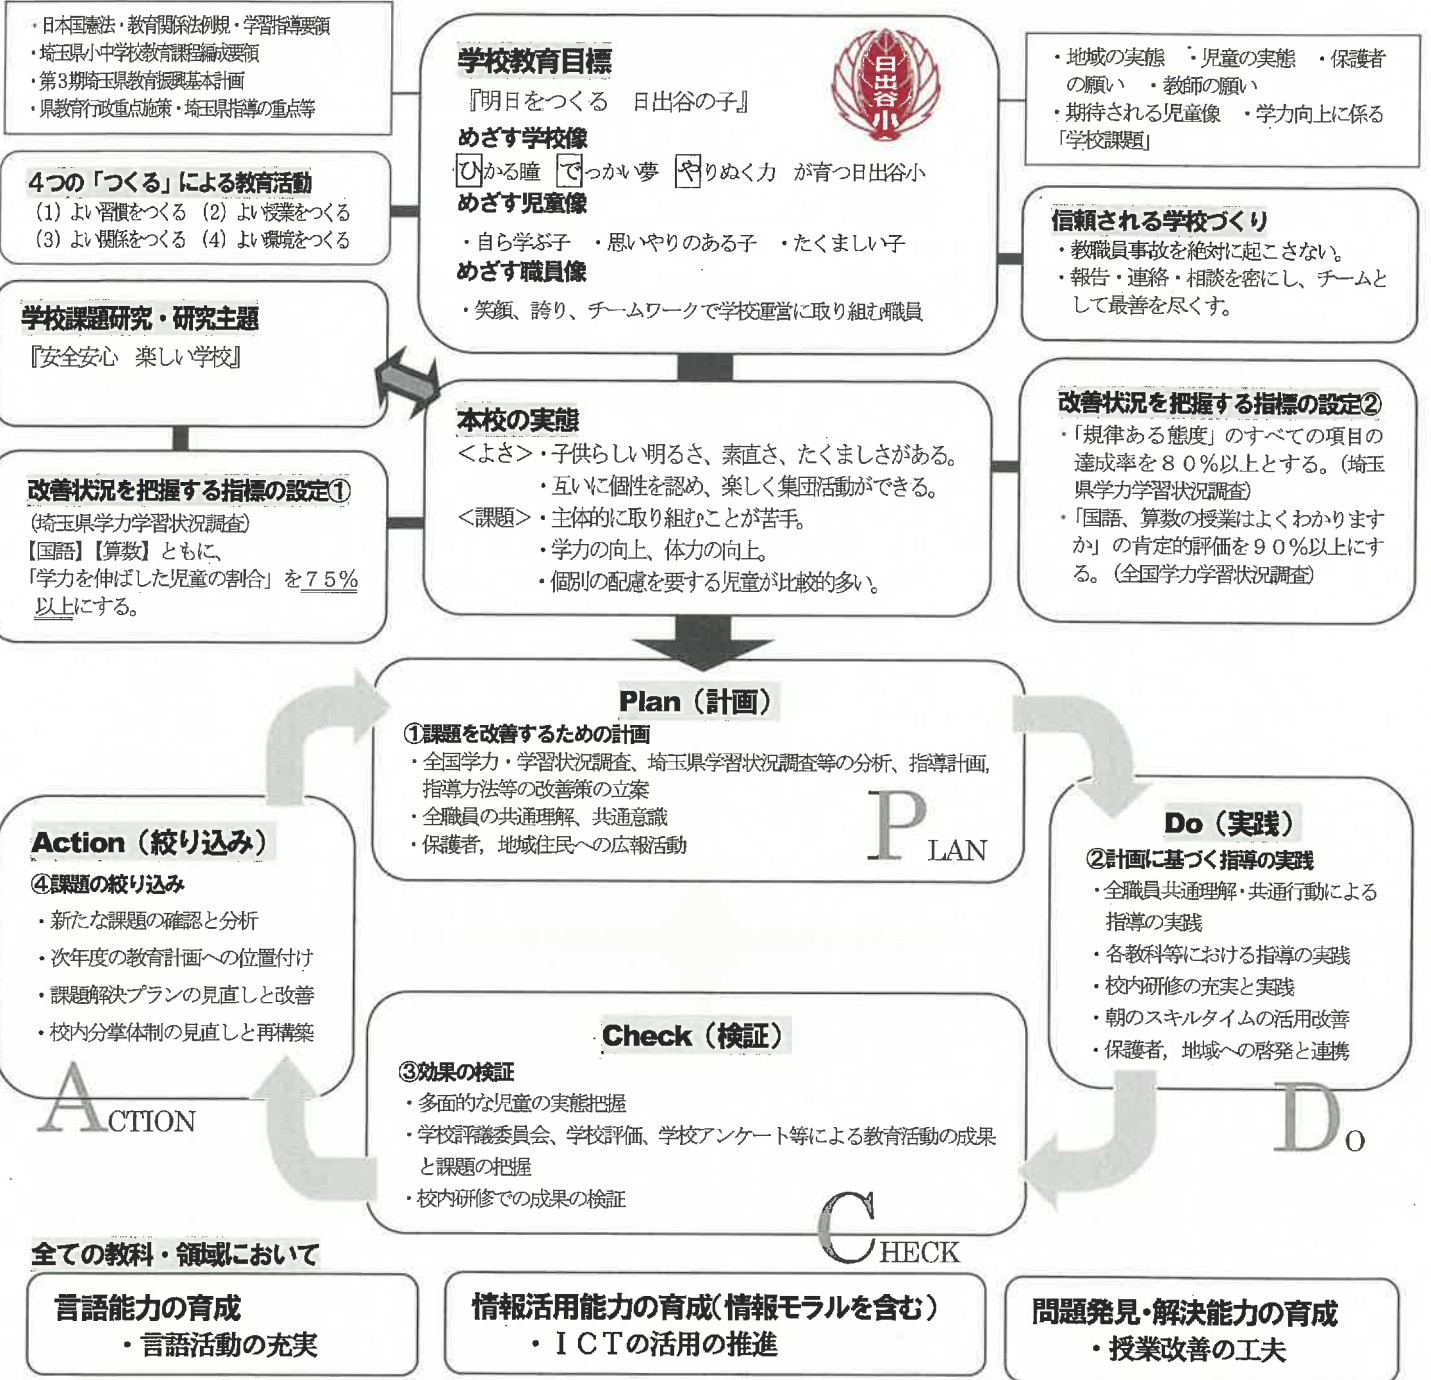 ・日本国憲法・教育関係法例規・学習指導要領
・埼玉県小中学校教育課程編成要領
・第3期埼玉県教育振興基本計画
・県教育行政重点施策・埼玉県指導の重点等
学校教育目標
『明日をつくる　日出谷の子』
めざす学校像
ひかる瞳　でっかい夢　やりぬく力　が育つ日出谷小
めざす児童像
・自ら学ぶ子　・思いやりのある子　・たくましい子
めざす職員像
・笑顔、誇り、チームワークで学校運営に取り組む職員
日出谷小
・地域の実態　・児童の実態　・保護者
の願い　・教師の願い
・期待される児童像　・学力向上に係る
「学校課題」
4つの「つくる」による教育活動
(1) よい習慣をつくる (2) よい授業をつくる
(3) よい関係をつくる (4) よい環境をつくる
信頼される学校づくり
・教職員事故を絶対に起こさない。
・報告・連絡・相談を密にし、チームと
して最善を尽くす。
学校課題研究・研究主題
『安全安心　楽しい学校』
本校の実態
＜よさ＞・子供らしい明るさ、素直さ、たくましさがある。
・互いに個性を認め、楽しく集団活動ができる。
＜課題＞・主体的に取り組むことが苦手。
・学力の向上、体力の向上。
・個別の配慮を要する児童が比較的多い。
改善状況を把握する指標の設定①
(埼玉県学力学習状況調査)
【国語】【算数】ともに、
「学力を伸ばした児童の割合」を７５％
以上にする。
改善状況を把握する指標の設定②
・「規律ある態度」のすべての項目の
達成率を８０％以上とする。(埼玉
県学力学習状況調査)
・「国語、算数の授業はよくわかります
か」の肯定的評価を９０％以上にす
る。(全国学力学習状況調査)
Plan（計画）
①課題を改善するための計画
・全国学力・学習状況調査、埼玉県学習状況調査等の分析、指導計画,
指導方法等の改善策の立案
・全職員の共通理解、共通意識
・保護者，地域住民への広報活動
PLAN
Do（実践）
②計画に基づく指導の実践
・全職員共通理解・共通行動による
指導の実践
・各教科等における指導の実践
・校内研修の充実と実践
・朝のスキルタイムの活用改善
・保護者，地域への啓発と連携
DO
Action（絞り込み）
④課題の絞り込み
・新たな課題の確認と分析
・次年度の教育計画への位置付け
・課題解決プランの見直しと改善
・校内分掌体制の見直しと再構築
ACTION
Check（検証）
③効果の検証
・多面的な児童の実態把握
・学校評議委員会、学校評価、学校アンケート等による教育活動の成果
と課題の把握
・校内研修での成果の検証
CHECK
全ての教科・領域において
言語能力の育成
・言語活動の充実
情報活用能力の育成(情報モラルを含む)
・ＩＣＴの活用の推進
問題発見・解決能力の育成
・授業改善の工夫